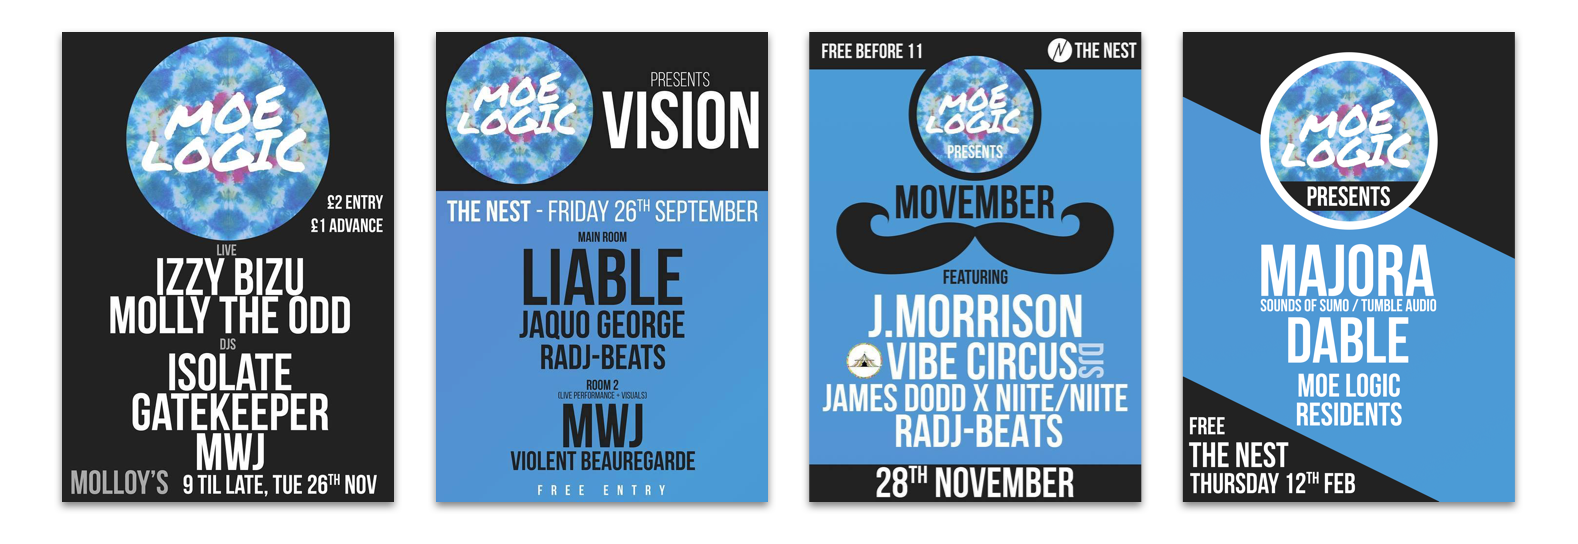 MOE
LOGIC
£2 ENTRY
£1 ADVANCE
LIVE
IZZY BIZU
MOLLY THE ODD
DJS
ISOLATE
GATEKEEPER
MWJ
MOLLOY'S 9 TIL LATE, TUE 26TH NOV
MOE
LOGIC
PRESENTS
VISION
THE NEST - FRIDAY 26TH SEPTEMBER
MAIN ROOM
LIABLE
JAQUO GEORGE
RADJ-BEATS
ROOM 2
(LIVE PERFORMANCE + VISUALS)
MWJ
VIOLENT BEAUREGARDE
FREE ENTRY
FREE BEFORE 11
N THE NEST
MOE
LOGIC
PRESENTS
MOVEMBER
FEATURING
J.MORRISON
VIBE CIRCUS DJS
JAMES DODD X NIITE/NIITE
RADJ-BEATS
28TH NOVEMBER
MOE
LOGIC
PRESENTS
MAJORA
SOUNDS OF SUMO / TUMBLE AUDIO
DABLE
MOE LOGIC
RESIDENTS
FREE
THE NEST
THURSDAY 12TH FEB